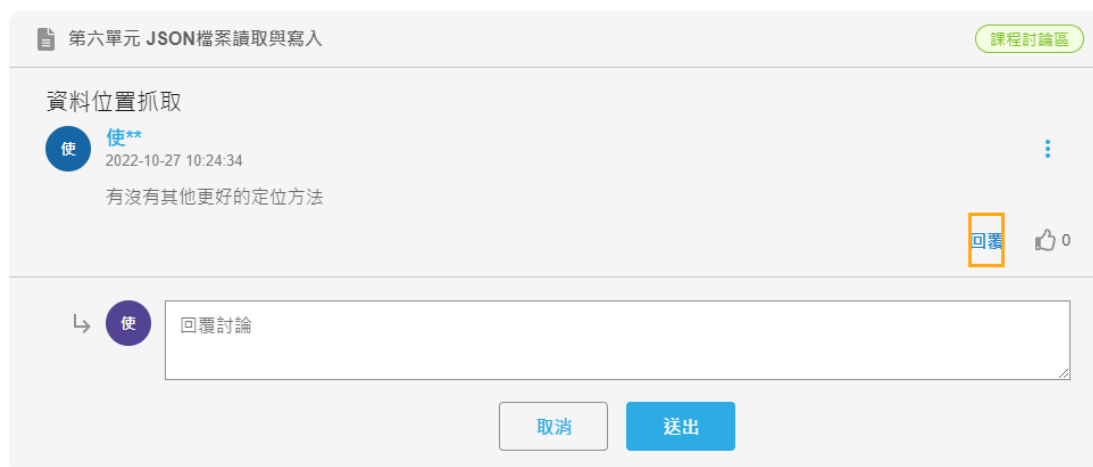 第六單元 JSON檔案讀取與寫入
課程討論區
資料位置抓取
使
使**
2022-10-27 10:24:34
有沒有其他更好的定位方法
回覆
0
使
回覆討論
取消
送出